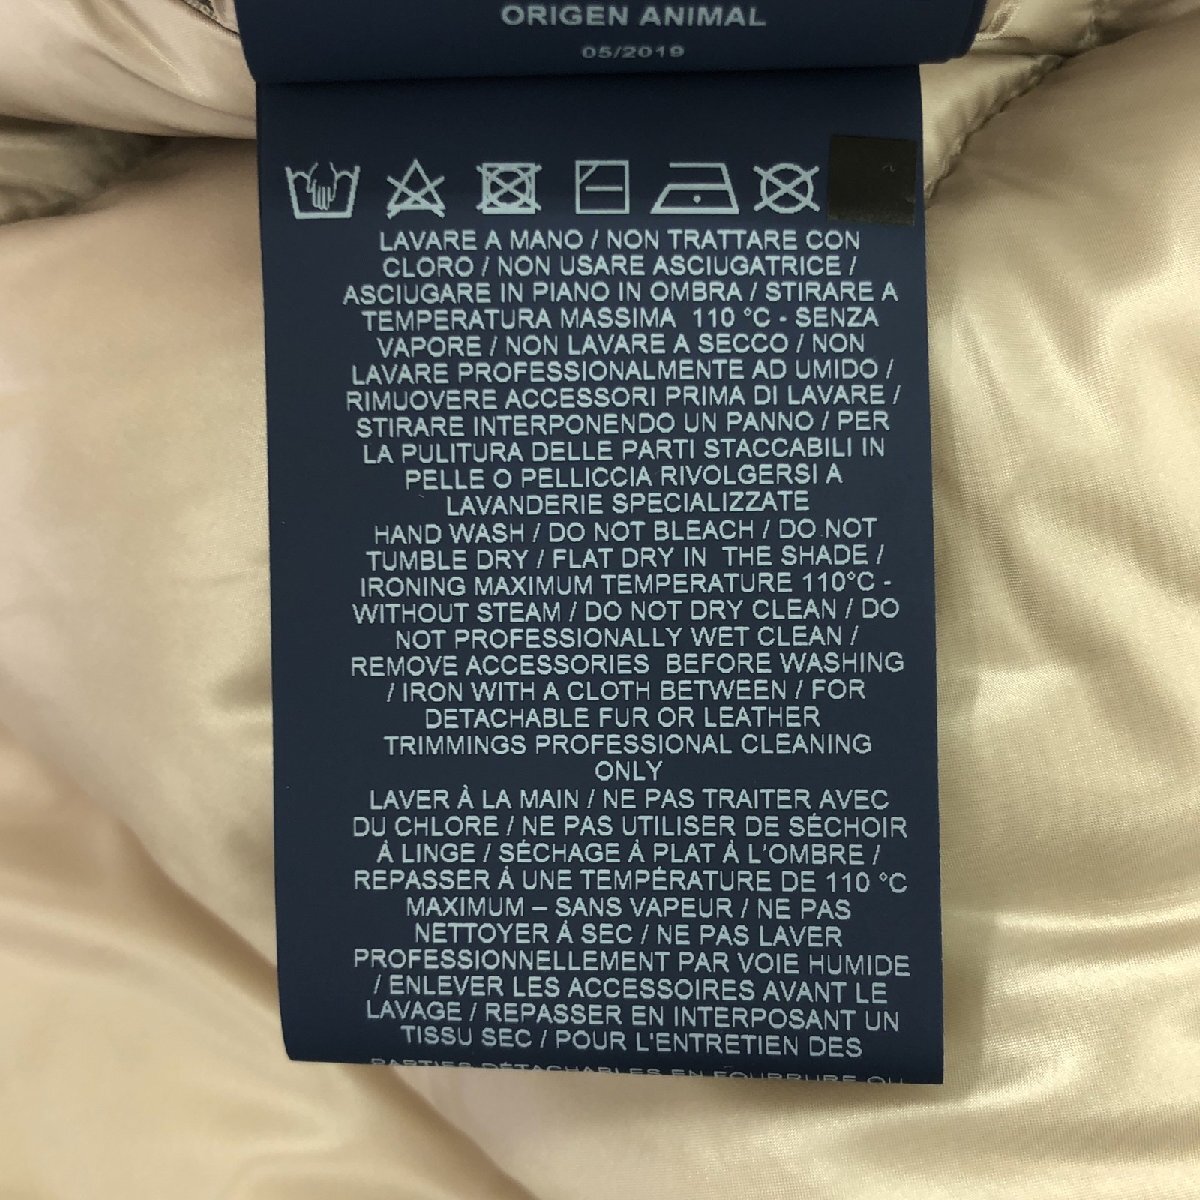 ORIGEN ANIMAL
05/2019
LAVARE A MANO / NON TRATTARE CON
CLORO / NON USARE ASCIUGATRICE /
ASCIUGARE IN PIANO IN OMBRA / STIRARE A
TEMPERATURA MASSIMA 110 °C - SENZA
VAPORE / NON LAVARE A SECCO / NON
LAVARE PROFESSIONALMENTE AD UMIDO /
RIMUOVERE ACCESSORI PRIMA DI LAVARE /
STIRARE INTERPONENDO UN PANNO / PER
LA PULITURA DELLE PARTI STACCABILI IN
PELLE O PELLICCIA RIVOLGERSI A
LAVANDERIE SPECIALIZZATE
HAND WASH / DO NOT BLEACH / DO NOT
TUMBLE DRY / FLAT DRY IN THE SHADE /
IRONING MAXIMUM TEMPERATURE 110°C -
WITHOUT STEAM / DO NOT DRY CLEAN / DO
NOT PROFESSIONALLY WET CLEAN /
REMOVE ACCESSORIES BEFORE WASHING
/ IRON WITH A CLOTH BETWEEN / FOR
DETACHABLE FUR OR LEATHER
TRIMMINGS PROFESSIONAL CLEANING
ONLY
LAVER À LA MAIN / NE PAS TRAITER AVEC
DU CHLORE / NE PAS UTILISER DE SÉCHOIR
À LINGE / SÉCHAGE À PLAT À L'OMBRE /
REPASSER À UNE TEMPÉRATURE DE 110 °C
MAXIMUM – SANS VAPEUR / NE PAS
NETTOYER À SEC / NE PAS LAVER
PROFESSIONNELLEMENT PAR VOIE HUMIDE
/ ENLEVER LES ACCESSOIRES AVANT LE
LAVAGE / REPASSER EN INTERPOSANT UN
TISSU SEC / POUR L'ENTRETIEN DES
PARTIES DÉTACHABLES EN FOURRURE OU